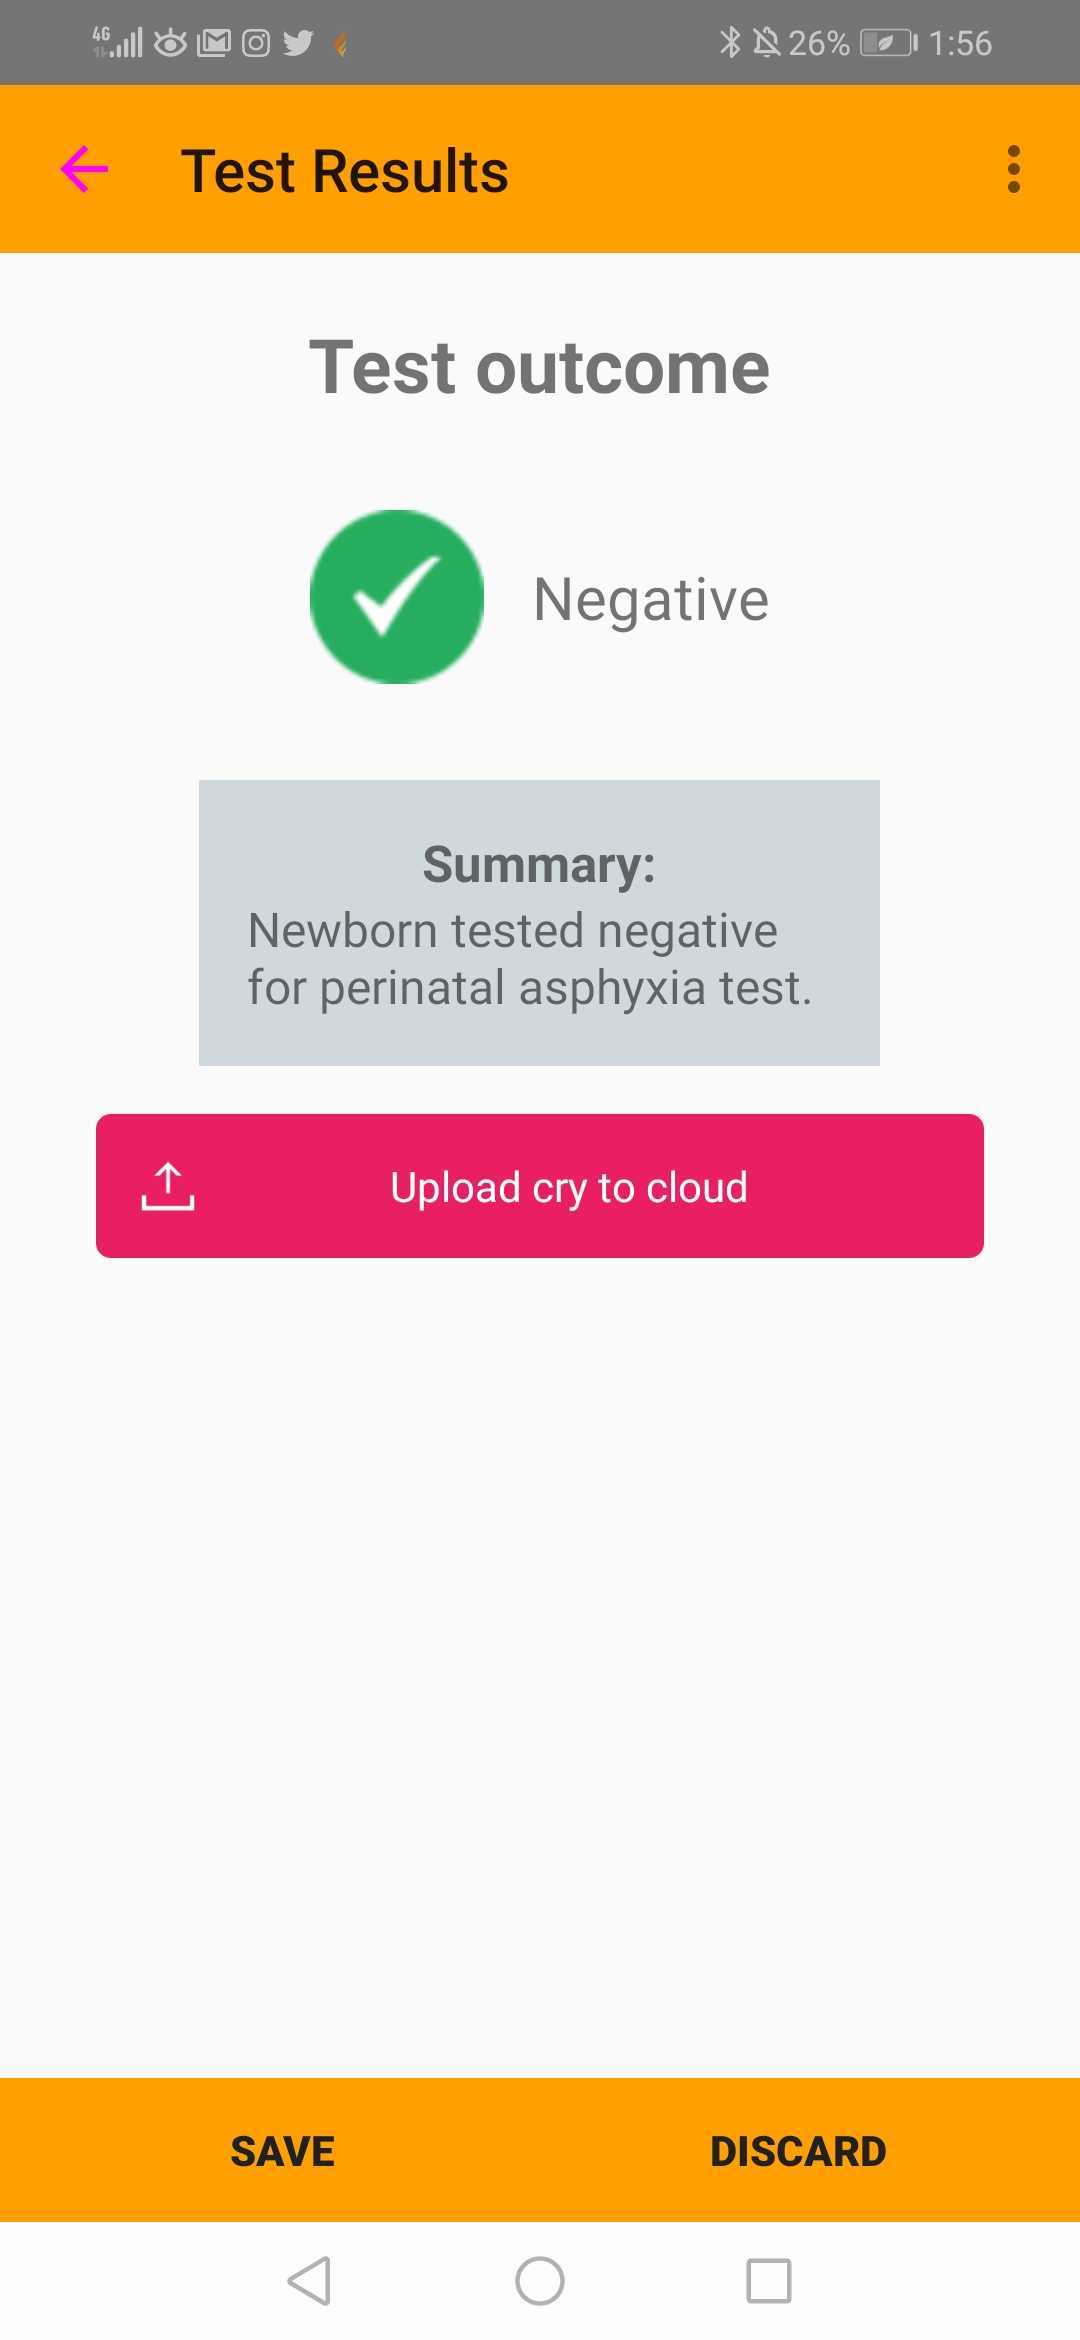 4G 26% 1:56
Test Results
Test outcome
Negative
Summary:
Newborn tested negative
for perinatal asphyxia test.
Upload cry to cloud
SAVE DISCARD